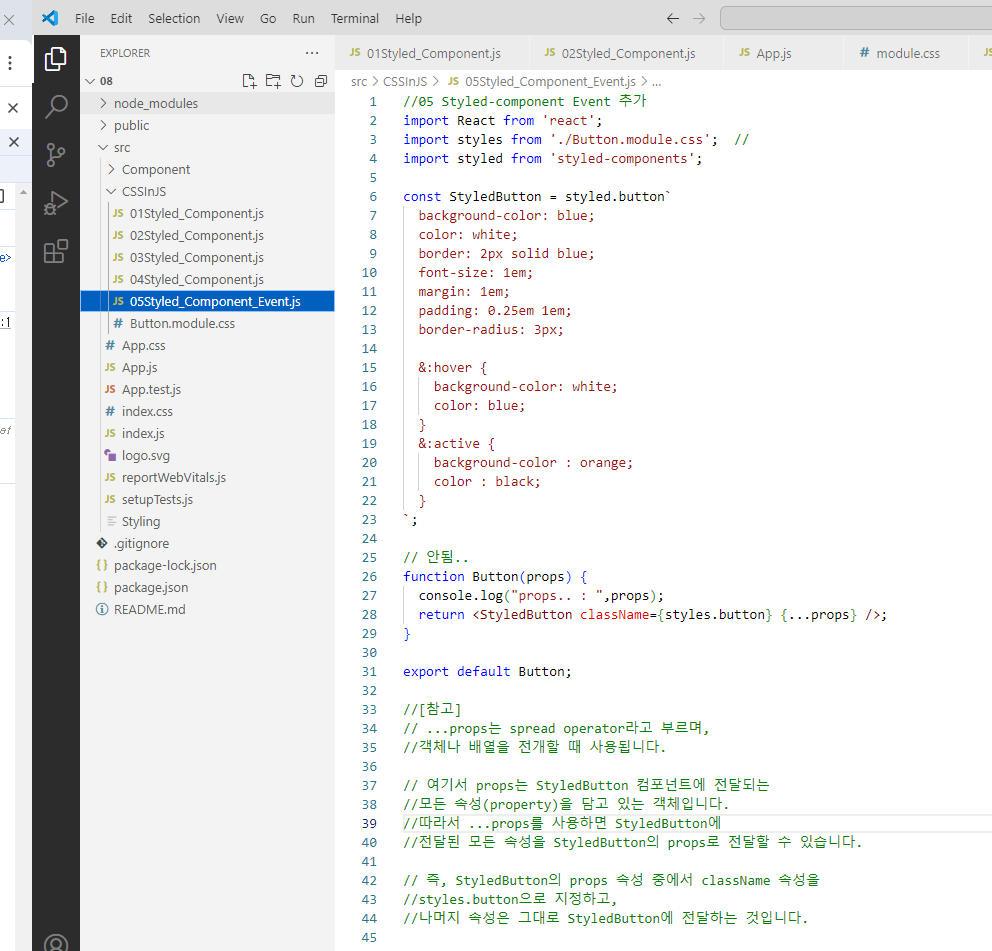 File Edit Selection View Go Run Terminal Help
EXPLORER
08
node_modules
public
src
Component
CSSInJS
JS 01Styled_Component.js
JS 02Styled_Component.js
JS 03Styled_Component.js
JS 04Styled_Component.js
JS 05Styled_Component_Event.js
# Button.module.css
# App.css
JS App.js
JS App.test.js
# index.css
JS index.js
logo.svg
JS reportWebVitals.js
JS setupTests.js
Styling
.gitignore
{} package-lock.json
{} package.json
README.md
JS 01Styled_Component.js
JS 02Styled_Component.js
JS App.js
# module.css
JS
src > CSSInJS > JS 05Styled_Component_Event.js > ...
1 //05 Styled-component Event 추가
2 import React from 'react';
3 import styles from './Button.module.css';  //
4 import styled from 'styled-components';
5
6 const StyledButton = styled.button`
7 background-color: blue;
8 color: white;
9 border: 2px solid blue;
10 font-size: 1em;
11 margin: 1em;
12 padding: 0.25em 1em;
13 border-radius: 3px;
14
15 &:hover {
16 background-color: white;
17 color: blue;
18 }
19 &:active {
20 background-color : orange;
21 color : black;
22 }
23 `;
24
25 // 안됨..
26 function Button(props) {
27 console.log("props.. : ",props);
28 return <StyledButton className={styles.button} {...props} />;
29 }
30
31 export default Button;
32
33 //[참고]
34 // ...props는 spread operator라고 부르며,
35 //객체나 배열을 전개할 때 사용됩니다.
36
37 // 여기서 props는 StyledButton 컴포넌트에 전달되는
38 //모든 속성(property)을 담고 있는 객체입니다.
39 //따라서 ...props를 사용하면 StyledButton에
40 //전달된 모든 속성을 StyledButton의 props로 전달할 수 있습니다.
41
42 // 즉, StyledButton의 props 속성 중에서 className 속성을
43 //styles.button으로 지정하고,
44 //나머지 속성은 그대로 StyledButton에 전달하는 것입니다.
45